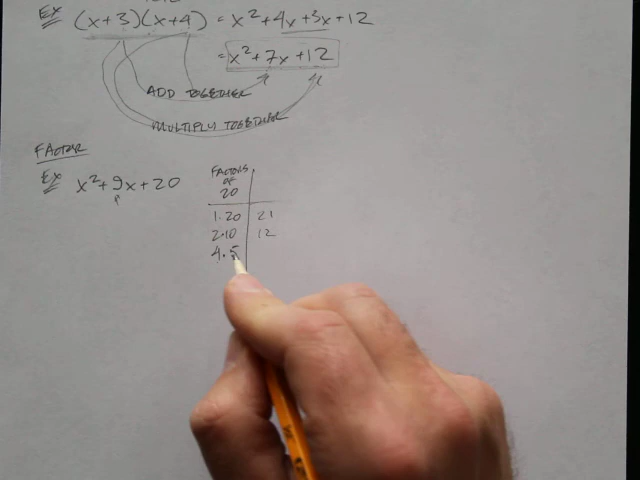 EX (x+3)(x+4) = x²+4x+3x+12
= x²+7x+12
ADD TOGETHER
MULTIPLY TOGETHER
FACTOR
EX x²+9x+20
FACTORS
OF
20
1·20 21
2·10 12
4·5